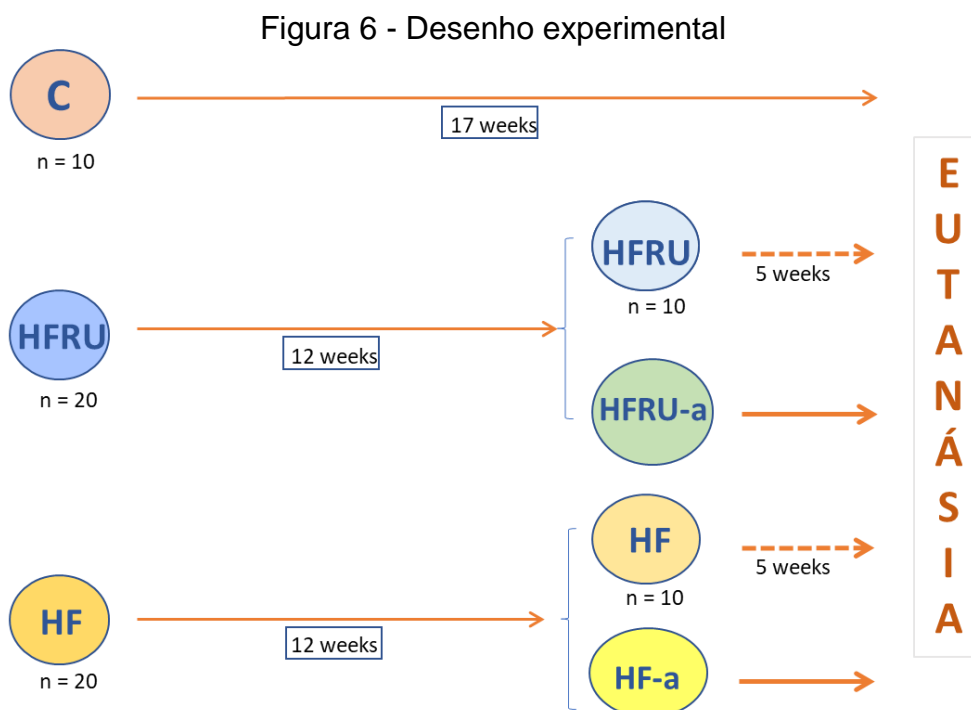 Figura 6 - Desenho experimental
C
n = 10
17 weeks
HFRU
n = 20
12 weeks
HFRU
n = 10
5 weeks
HFRU-a
HF
n = 20
12 weeks
HF
n = 10
5 weeks
HF-a
E
U
T
A
N
Á
S
I
A